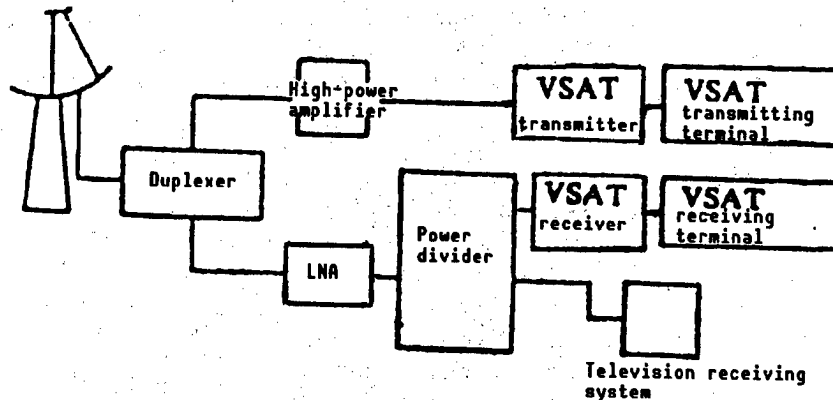 High-power
amplifier
VSAT
transmitter
VSAT
transmitting
terminal
Duplexer
Power
divider
VSAT
receiver
VSAT
receiving
terminal
LNA
Television receiving
system